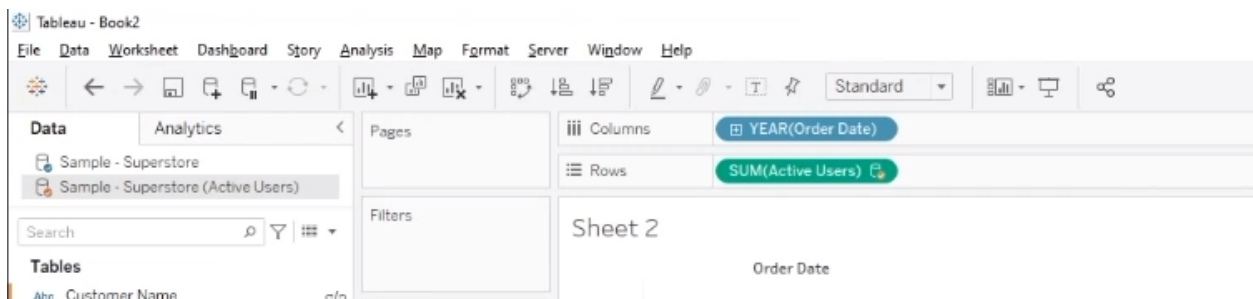 Tableau - Book2
File Data Worksheet Dashboard Story Analysis Map Format Server Window Help
Standard
Data Analytics
Pages
Columns YEAR(Order Date)
Sample - Superstore
Rows SUM(Active Users)
Sample - Superstore (Active Users)
Search
Filters
Sheet 2
Tables
Order Date
Abc Customer Name